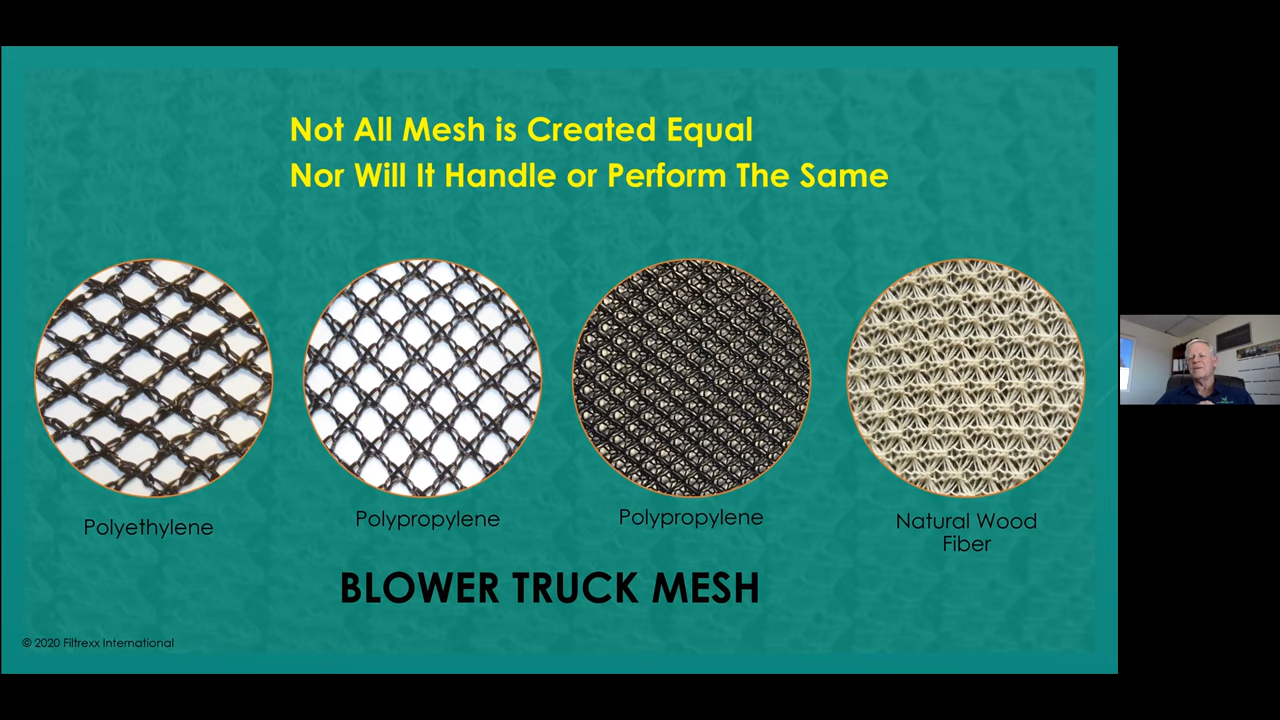 Not All Mesh is Created Equal
Nor Will It Handle or Perform The Same
Polyethylene
Polypropylene
Polypropylene
Natural Wood
Fiber
BLOWER TRUCK MESH
© 2020 Filtrexx International